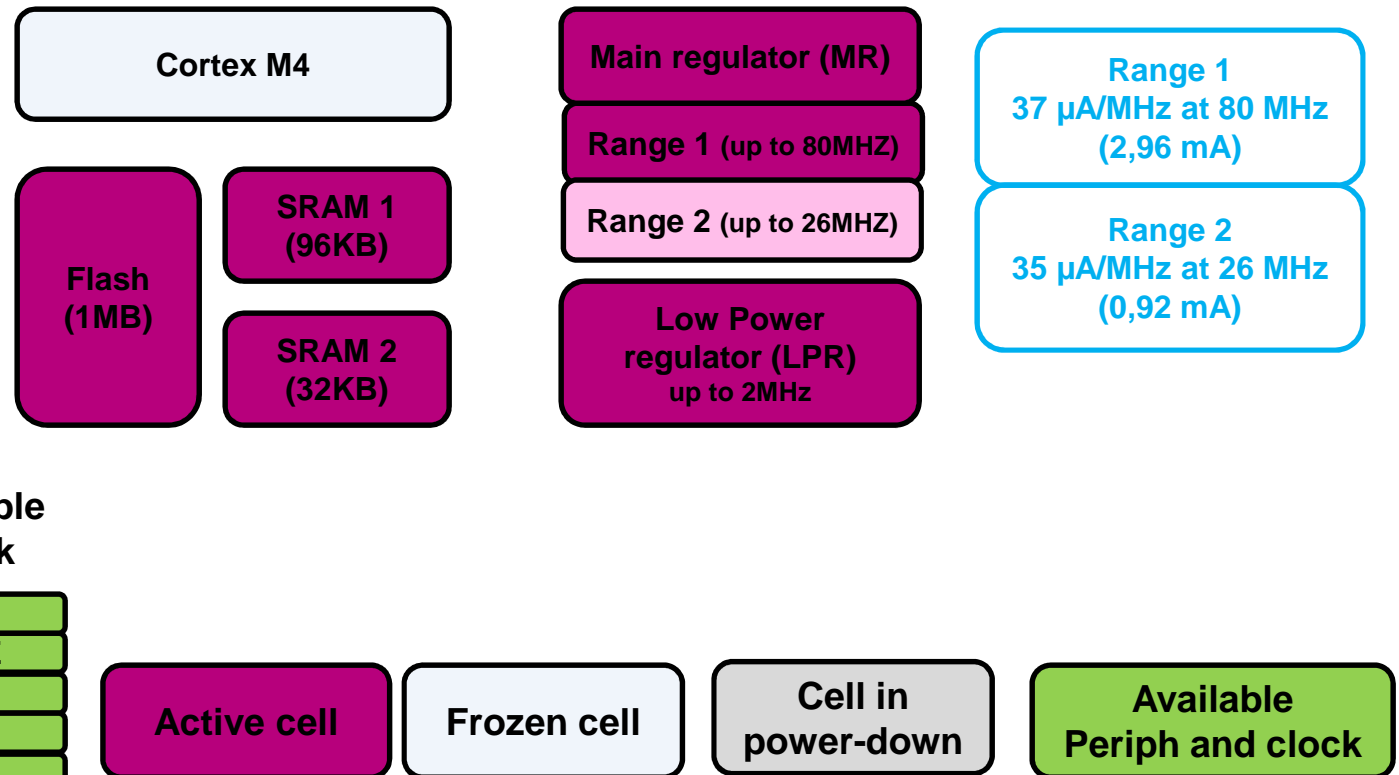 Cortex M4
Flash
(1MB)
SRAM 1
(96KB)
SRAM 2
(32KB)
Main regulator (MR)
Range 1 (up to 80MHZ)
Range 2 (up to 26MHZ)
Low Power
regulator (LPR)
up to 2MHz
Range 1
37 µA/MHz at 80 MHz
(2,96 mA)
Range 2
35 µA/MHz at 26 MHz
(0,92 mA)
Active cell
Frozen cell
Cell in
power-down
Available
Periph and clock